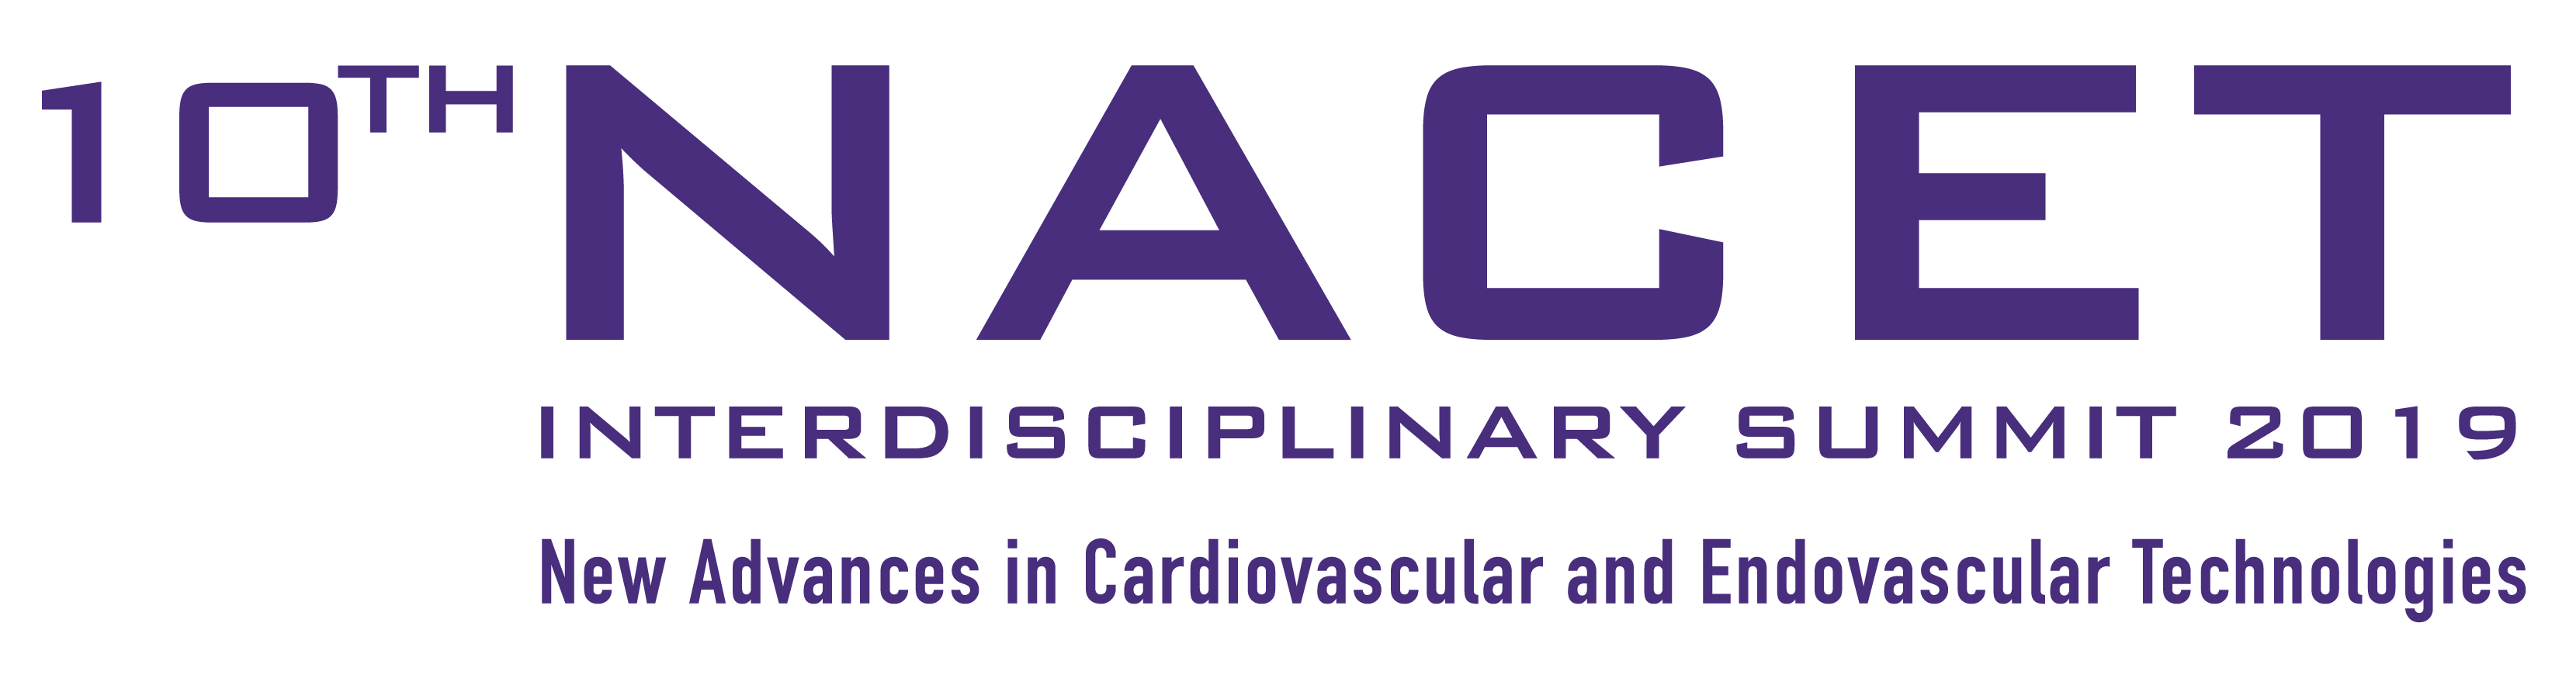 10TH NACET
INTERDISCIPLINARY SUMMIT 2019
New Advances in Cardiovascular and Endovascular Technologies